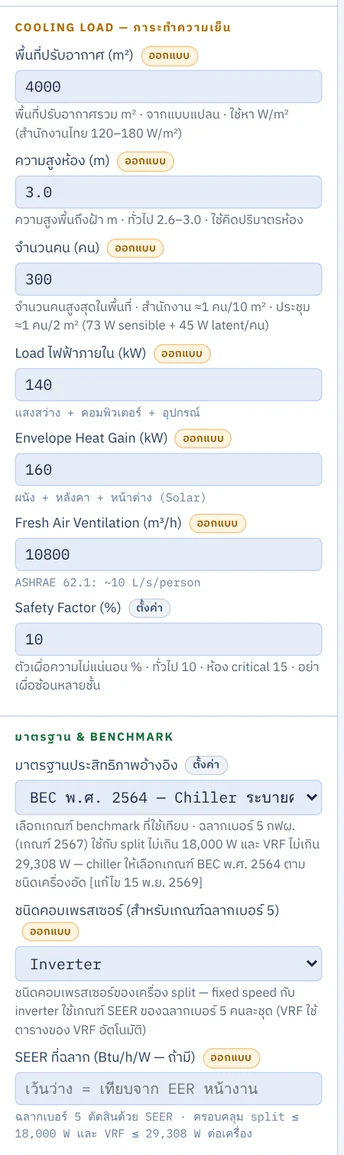 COOLING LOAD — ภาระทำความเย็น
พื้นที่ปรับอากาศ (m²) ออกแบบ
4000
พื้นที่ปรับอากาศรวม m² · จากแบบแปลน · ใช้หา W/m²
(สำนักงานไทย 120–180 W/m²)
ความสูงห้อง (m) ออกแบบ
3.0
ความสูงพื้นถึงฝ้า m · ทั่วไป 2.6–3.0 · ใช้คิดปริมาตรห้อง
จำนวนคน (คน) ออกแบบ
300
จำนวนคนสูงสุดในพื้นที่ · สำนักงาน ≈1 คน/10 m² · ประชุม
≈1 คน/2 m² (73 W sensible + 45 W latent/คน)
Load ไฟฟ้าภายใน (kW) ออกแบบ
140
แสงสว่าง + คอมพิวเตอร์ + อุปกรณ์
Envelope Heat Gain (kW) ออกแบบ
160
ผนัง + หลังคา + หน้าต่าง (Solar)
Fresh Air Ventilation (m³/h) ออกแบบ
10800
ASHRAE 62.1: ~10 L/s/person
Safety Factor (%) ตั้งค่า
10
ตัวเผื่อความไม่แน่นอน % · ทั่วไป 10 · ห้อง critical 15 · อย่า
เผื่อซ้อนหลายชั้น
มาตรฐาน & BENCHMARK
มาตรฐานประสิทธิภาพอ้างอิง ตั้งค่า
BEC พ.ศ. 2564 — Chiller ระบาย
เลือกเกณฑ์ benchmark ที่ใช้เทียบ · ฉลากเบอร์ 5 กฟผ.
(เกณฑ์ 2567) ใช้กับ split ไม่เกิน 18,000 W และ VRF ไม่เกิน
29,308 W — chiller ให้เลือกเกณฑ์ BEC พ.ศ. 2564 ตาม
ชนิดเครื่องอัด [แก้ไข 15 พ.ย. 2569]
ชนิดคอมเพรสเซอร์ (สำหรับเกณฑ์ฉลากเบอร์ 5)
ออกแบบ
Inverter
ชนิดคอมเพรสเซอร์ของเครื่อง split — fixed speed กับ
inverter ใช้เกณฑ์ SEER ของฉลากเบอร์ 5 คนละชุด (VRF ใช้
ตารางของ VRF อัตโนมัติ)
SEER ที่ฉลาก (Btu/h/W — ถ้ามี) ออกแบบ
เว้นว่าง = เทียบจาก EER หน้างาน
ฉลากเบอร์ 5 ตัดสินด้วย SEER · ครอบคลุม split ≤
18,000 W และ VRF ≤ 29,308 W ต่อเครื่อง